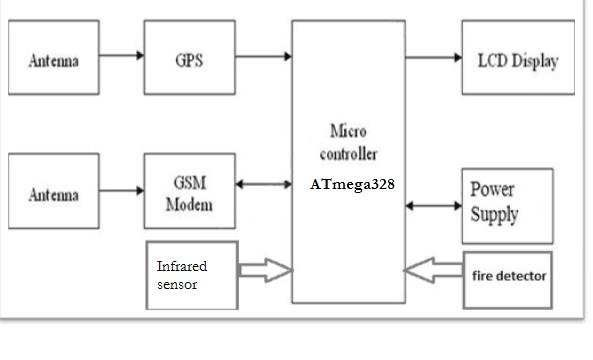 Antenna
GPS
LCD Display
Micro
controller
ATmega328
Antenna
GSM
Modem
Power
Supply
Infrared
sensor
fire detector